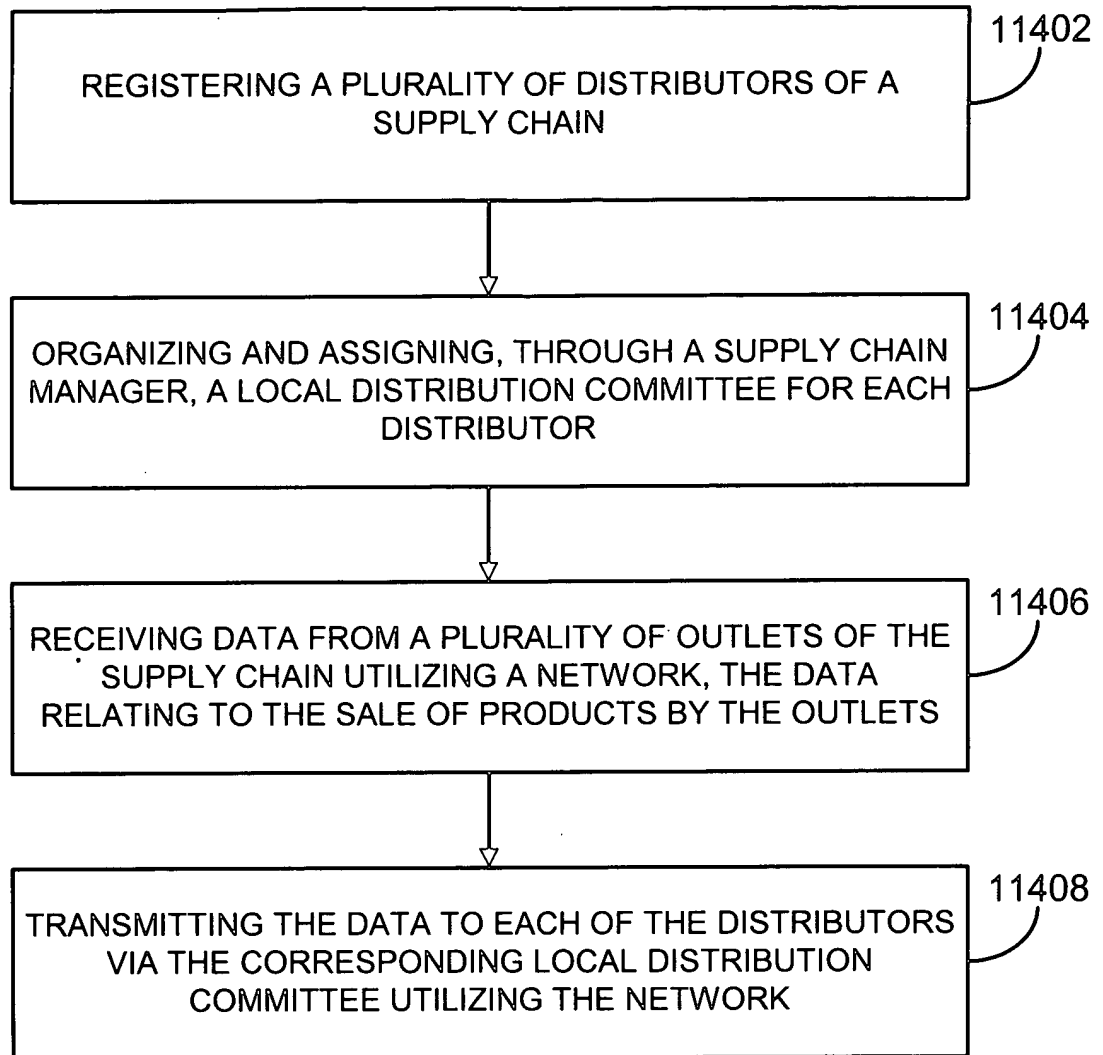 11402
REGISTERING A PLURALITY OF DISTRIBUTORS OF A
SUPPLY CHAIN
11404
ORGANIZING AND ASSIGNING, THROUGH A SUPPLY CHAIN
MANAGER, A LOCAL DISTRIBUTION COMMITTEE FOR EACH
DISTRIBUTOR
11406
RECEIVING DATA FROM A PLURALITY OF OUTLETS OF THE
SUPPLY CHAIN UTILIZING A NETWORK, THE DATA
RELATING TO THE SALE OF PRODUCTS BY THE OUTLETS
11408
TRANSMITTING THE DATA TO EACH OF THE DISTRIBUTORS
VIA THE CORRESPONDING LOCAL DISTRIBUTION
COMMITTEE UTILIZING THE NETWORK